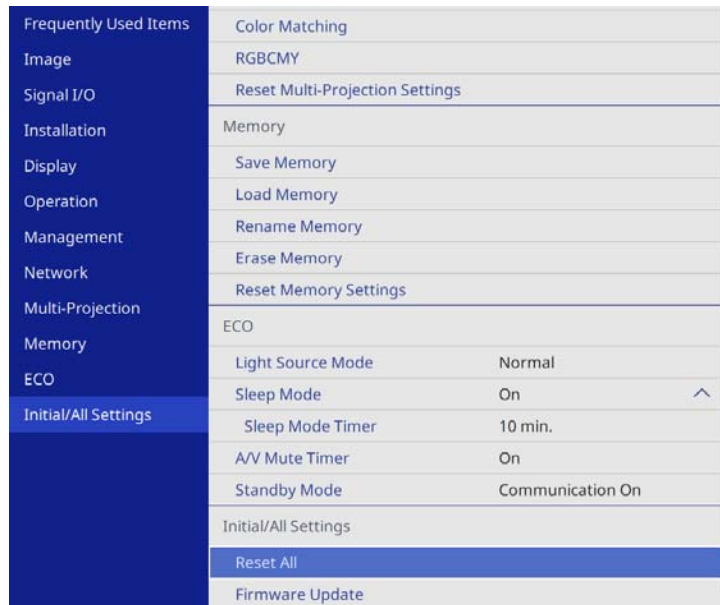 Frequently Used Items
Image
Signal I/O
Installation
Display
Operation
Management
Network
Multi-Projection
Memory
ECO
Initial/All Settings
Color Matching
RGBCMY
Reset Multi-Projection Settings
Memory
Save Memory
Load Memory
Rename Memory
Erase Memory
Reset Memory Settings
ECO
Light Source Mode Normal
Sleep Mode On
Sleep Mode Timer 10 min.
A/V Mute Timer On
Standby Mode Communication On
Initial/All Settings
Reset All
Firmware Update